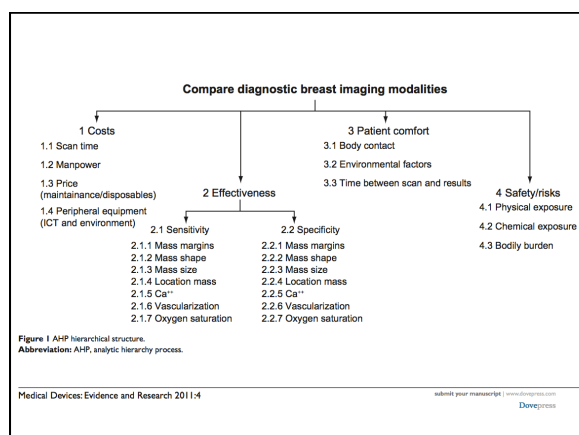 Compare diagnostic breast imaging modalities
1 Costs
1.1 Scan time
1.2 Manpower
1.3 Price
(maintainance/disposables)
1.4 Peripheral equipment
(ICT and environment)
2 Effectiveness
2.1 Sensitivity
2.1.1 Mass margins
2.1.2 Mass shape
2.1.3 Mass size
2.1.4 Location mass
2.1.5 Ca⁺⁺
2.1.6 Vascularization
2.1.7 Oxygen saturation
2.2 Specificity
2.2.1 Mass margins
2.2.2 Mass shape
2.2.3 Mass size
2.2.4 Location mass
2.2.5 Ca⁺⁺
2.2.6 Vascularization
2.2.7 Oxygen saturation
3 Patient comfort
3.1 Body contact
3.2 Environmental factors
3.3 Time between scan and results
4 Safety/risks
4.1 Physical exposure
4.2 Chemical exposure
4.3 Bodily burden
Figure 1 AHP hierarchical structure.
Abbreviation: AHP, analytic hierarchy process.
Medical Devices: Evidence and Research 2011:4
submit your manuscript | www.dovepress.com
Dovepress